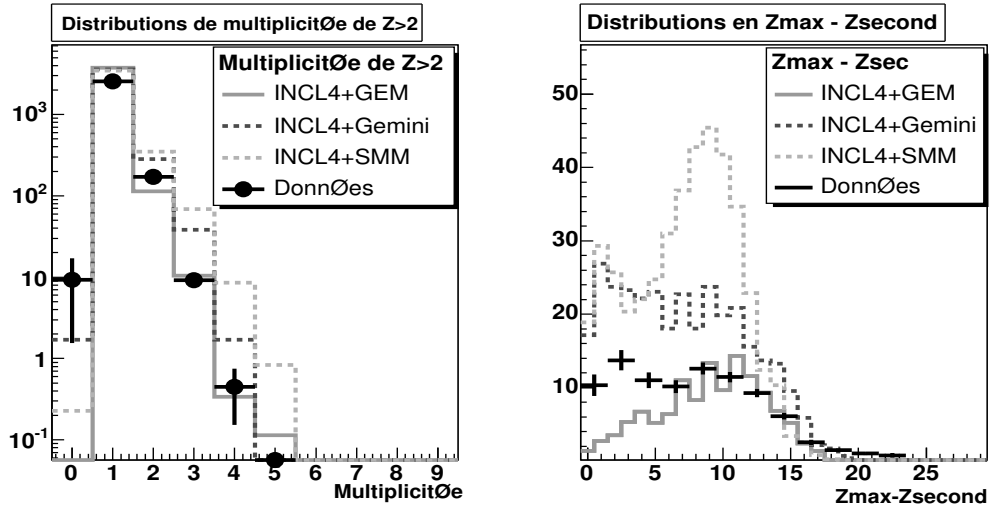 Distributions de multiplicitØe de Z>2
MultiplicitØe de Z>2
INCL4+GEM
INCL4+Gemini
INCL4+SMM
DonnØes
10³
10²
10
1
10⁻¹
0 1 2 3 4 5 6 7 8 9
MultiplicitØe
Distributions en Zmax - Zsecond
Zmax - Zsec
INCL4+GEM
INCL4+Gemini
INCL4+SMM
DonnØes
50
40
30
20
10
0 5 10 15 20 25
Zmax-Zsecond